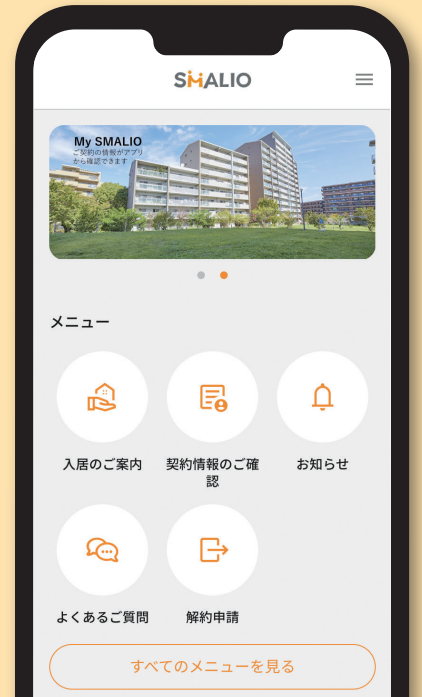 SMALIO
My SMALIO
ご契約の情報がアプリ
から確認できます
メニュー
入居のご案内
契約情報のご確
認
お知らせ
よくあるご質問
解約申請
すべてのメニューを見る